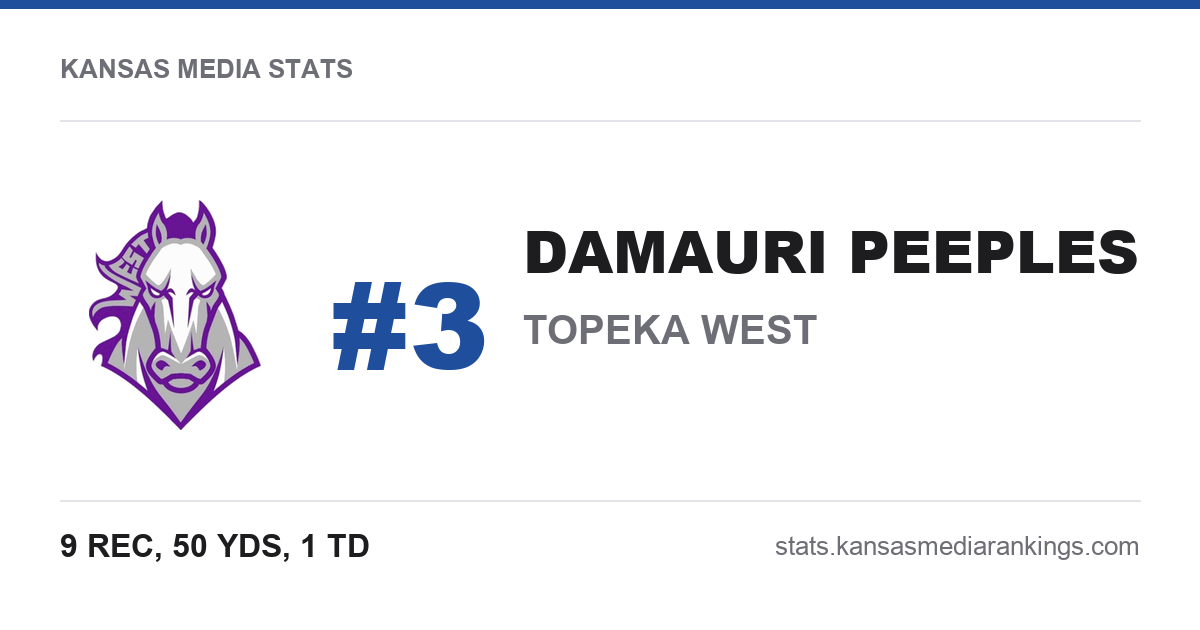 KANSAS MEDIA STATS
WEST
#3
DAMAURI PEEPLES
TOPEKA WEST
9 REC, 50 YDS, 1 TD
stats.kansasmediarankings.com